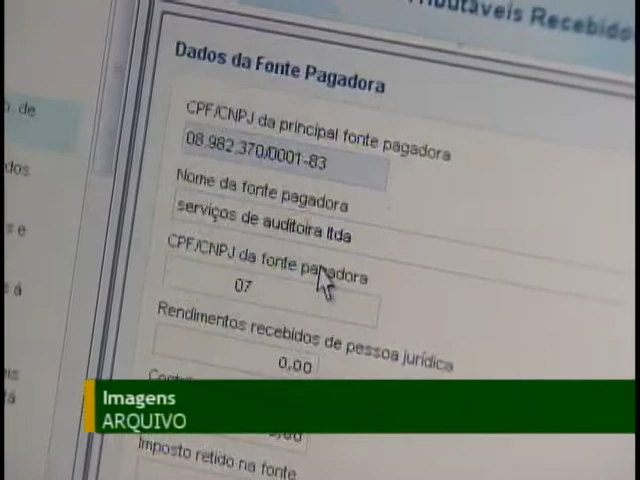 Recebido
Dados da Fonte Pagadora
de
CPF/CNPJ da principal fonte pagadora
08.982.370/0001-83
Nome da fonte pagadora
serviços de auditoira ltda
s e
CPF/CNPJ da fonte pagadora
07
s á
Rendimentos recebidos de pessoa jurídica
0,00
Imagens
ARQUIVO
Imposto retido na fonte